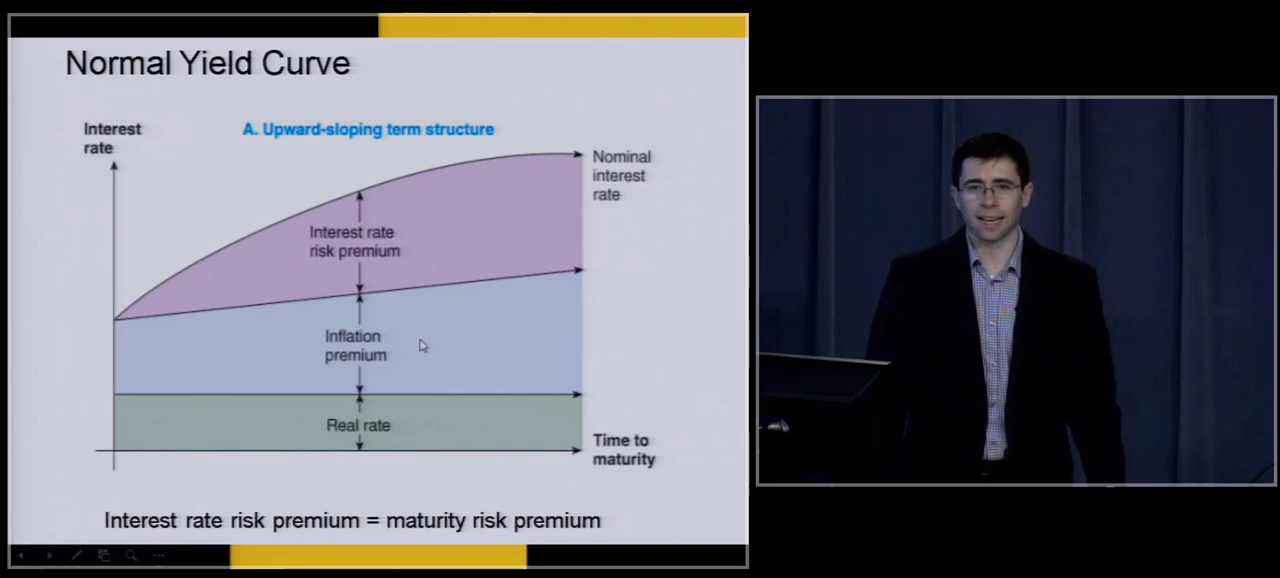 Normal Yield Curve
Interest
rate
A. Upward-sloping term structure
Nominal
interest
rate
Interest rate
risk premium
Inflation
premium
Real rate
Time to
maturity
Interest rate risk premium = maturity risk premium